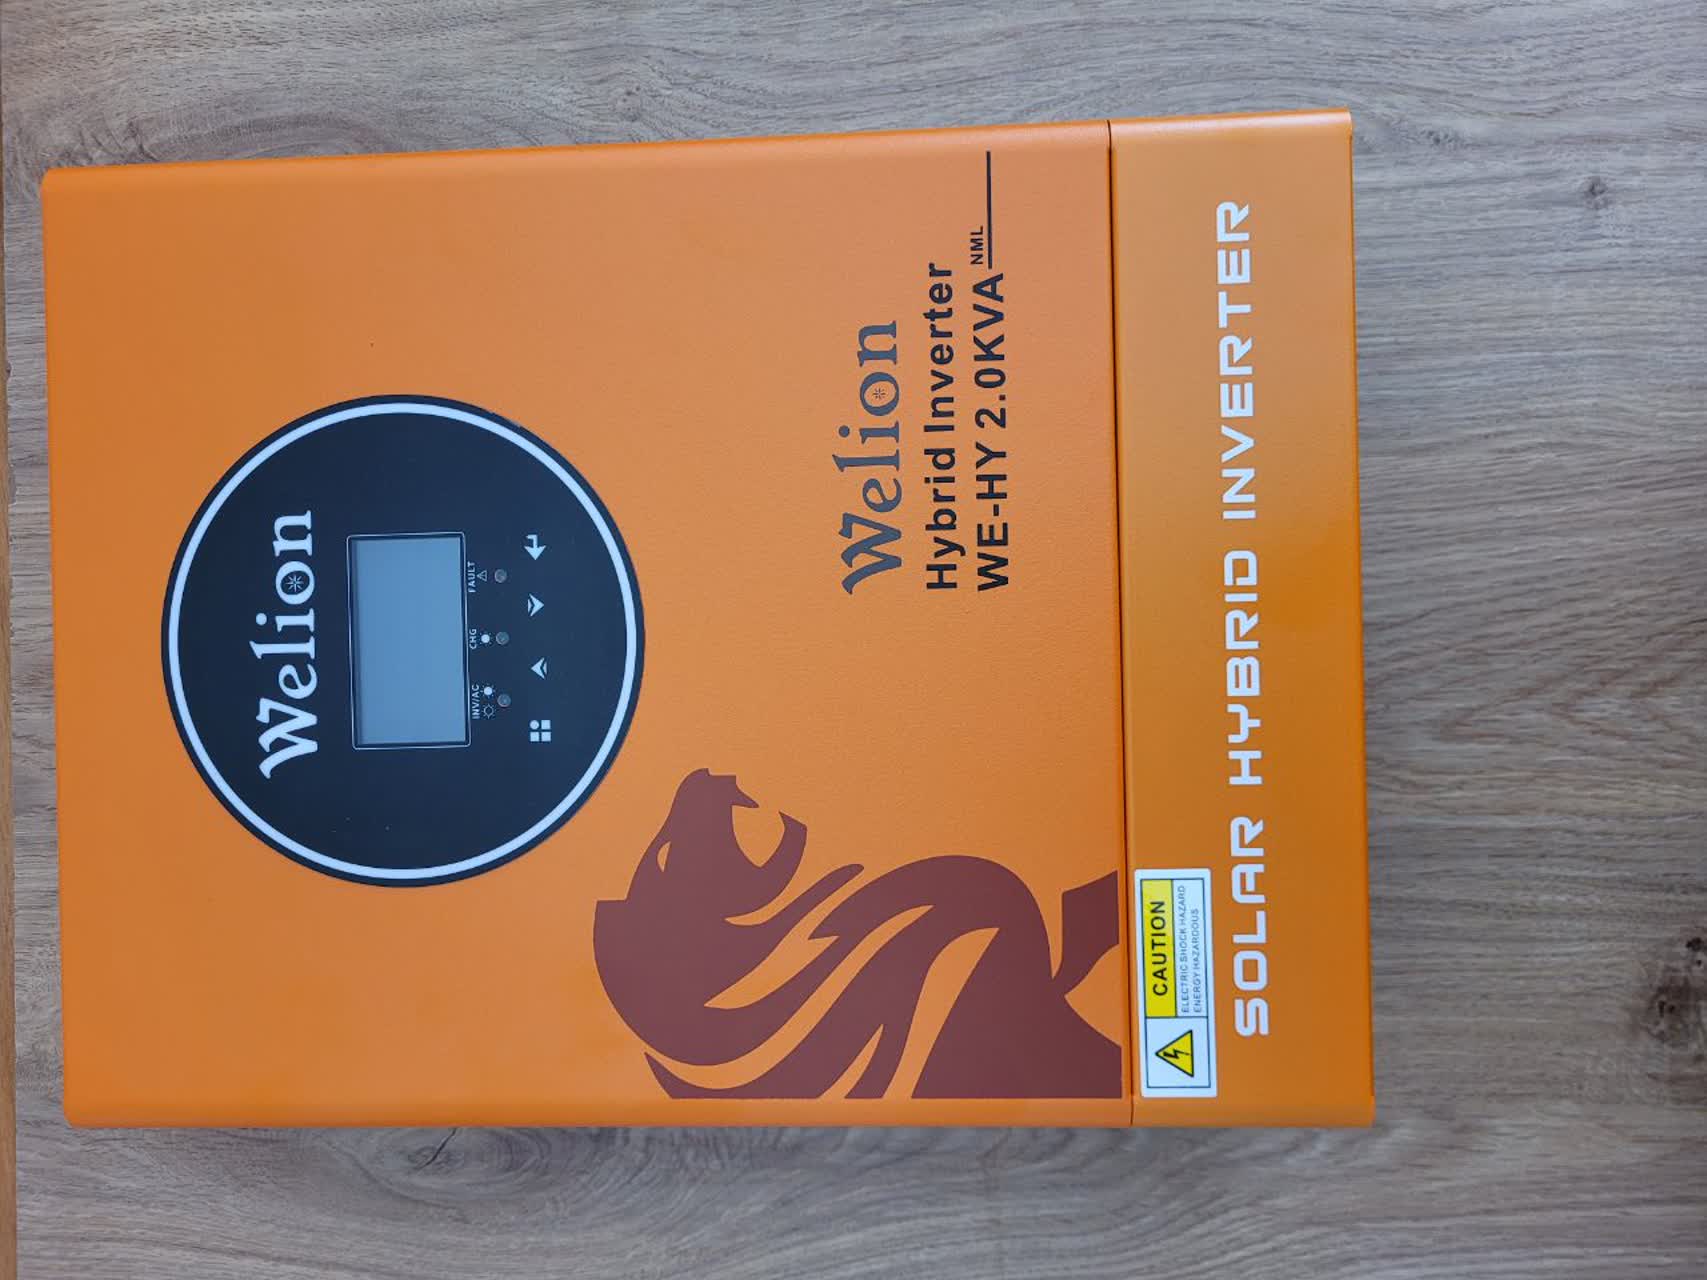 Welion
INV/AC CHG FAULT
Welion
Hybrid Inverter
WE-HY 2.0KVA NML
CAUTION
ELECTRIC SHOCK HAZARD
ENERGY HAZARDOUS
SOLAR HYBRID INVERTER